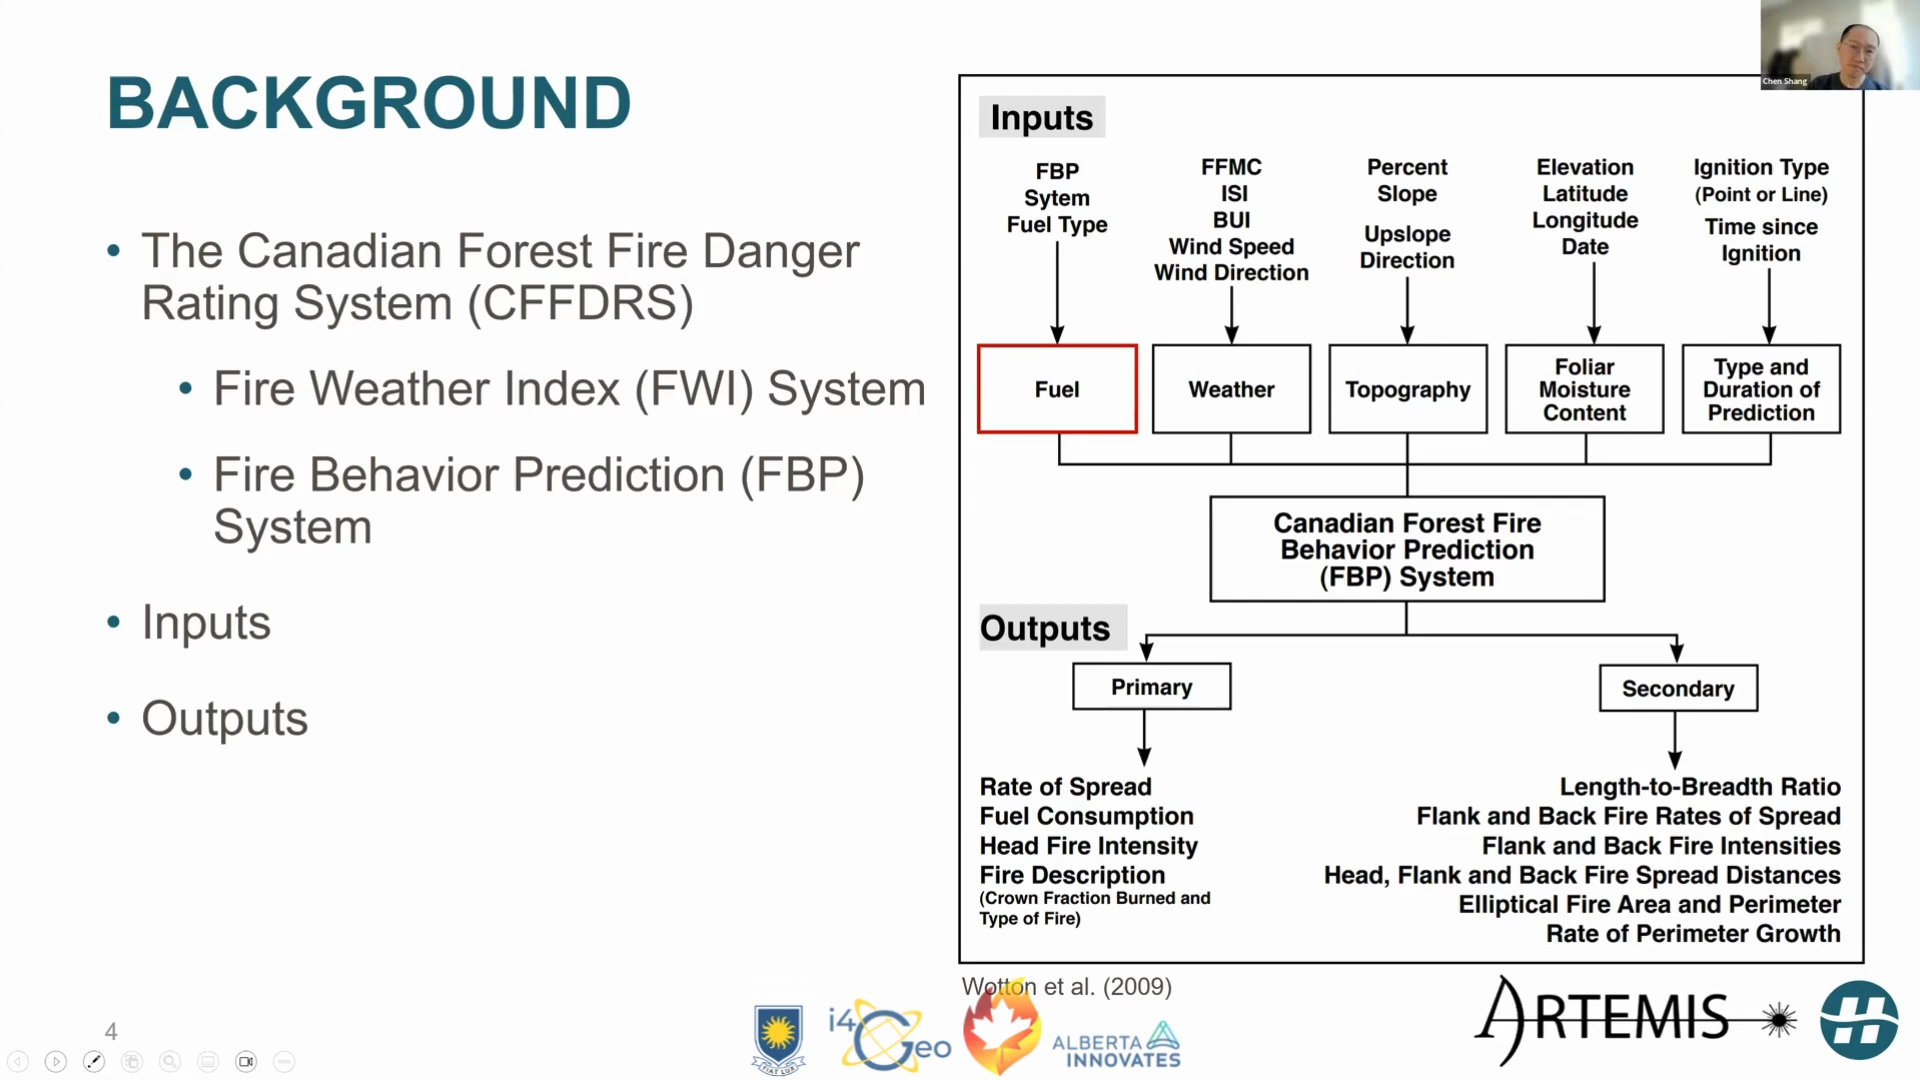 Chen Shang
BACKGROUND
• The Canadian Forest Fire Danger
Rating System (CFFDRS)
• Fire Weather Index (FWI) System
• Fire Behavior Prediction (FBP)
System
• Inputs
• Outputs
Inputs
FBP
Sytem
Fuel Type
FFMC
ISI
BUI
Wind Speed
Wind Direction
Percent
Slope
Upslope
Direction
Elevation
Latitude
Longitude
Date
Ignition Type
(Point or Line)
Time since
Ignition
Fuel
Weather
Topography
Foliar
Moisture
Content
Type and
Duration of
Prediction
Canadian Forest Fire
Behavior Prediction
(FBP) System
Outputs
Primary
Secondary
Rate of Spread
Fuel Consumption
Head Fire Intensity
Fire Description
(Crown Fraction Burned and
Type of Fire)
Length-to-Breadth Ratio
Flank and Back Fire Rates of Spread
Flank and Back Fire Intensities
Head, Flank and Back Fire Spread Distances
Elliptical Fire Area and Perimeter
Rate of Perimeter Growth
Wotton et al. (2009)
4
FIAT LUX
i4Geo
ALBERTA
INNOVATES
ARTEMIS
H